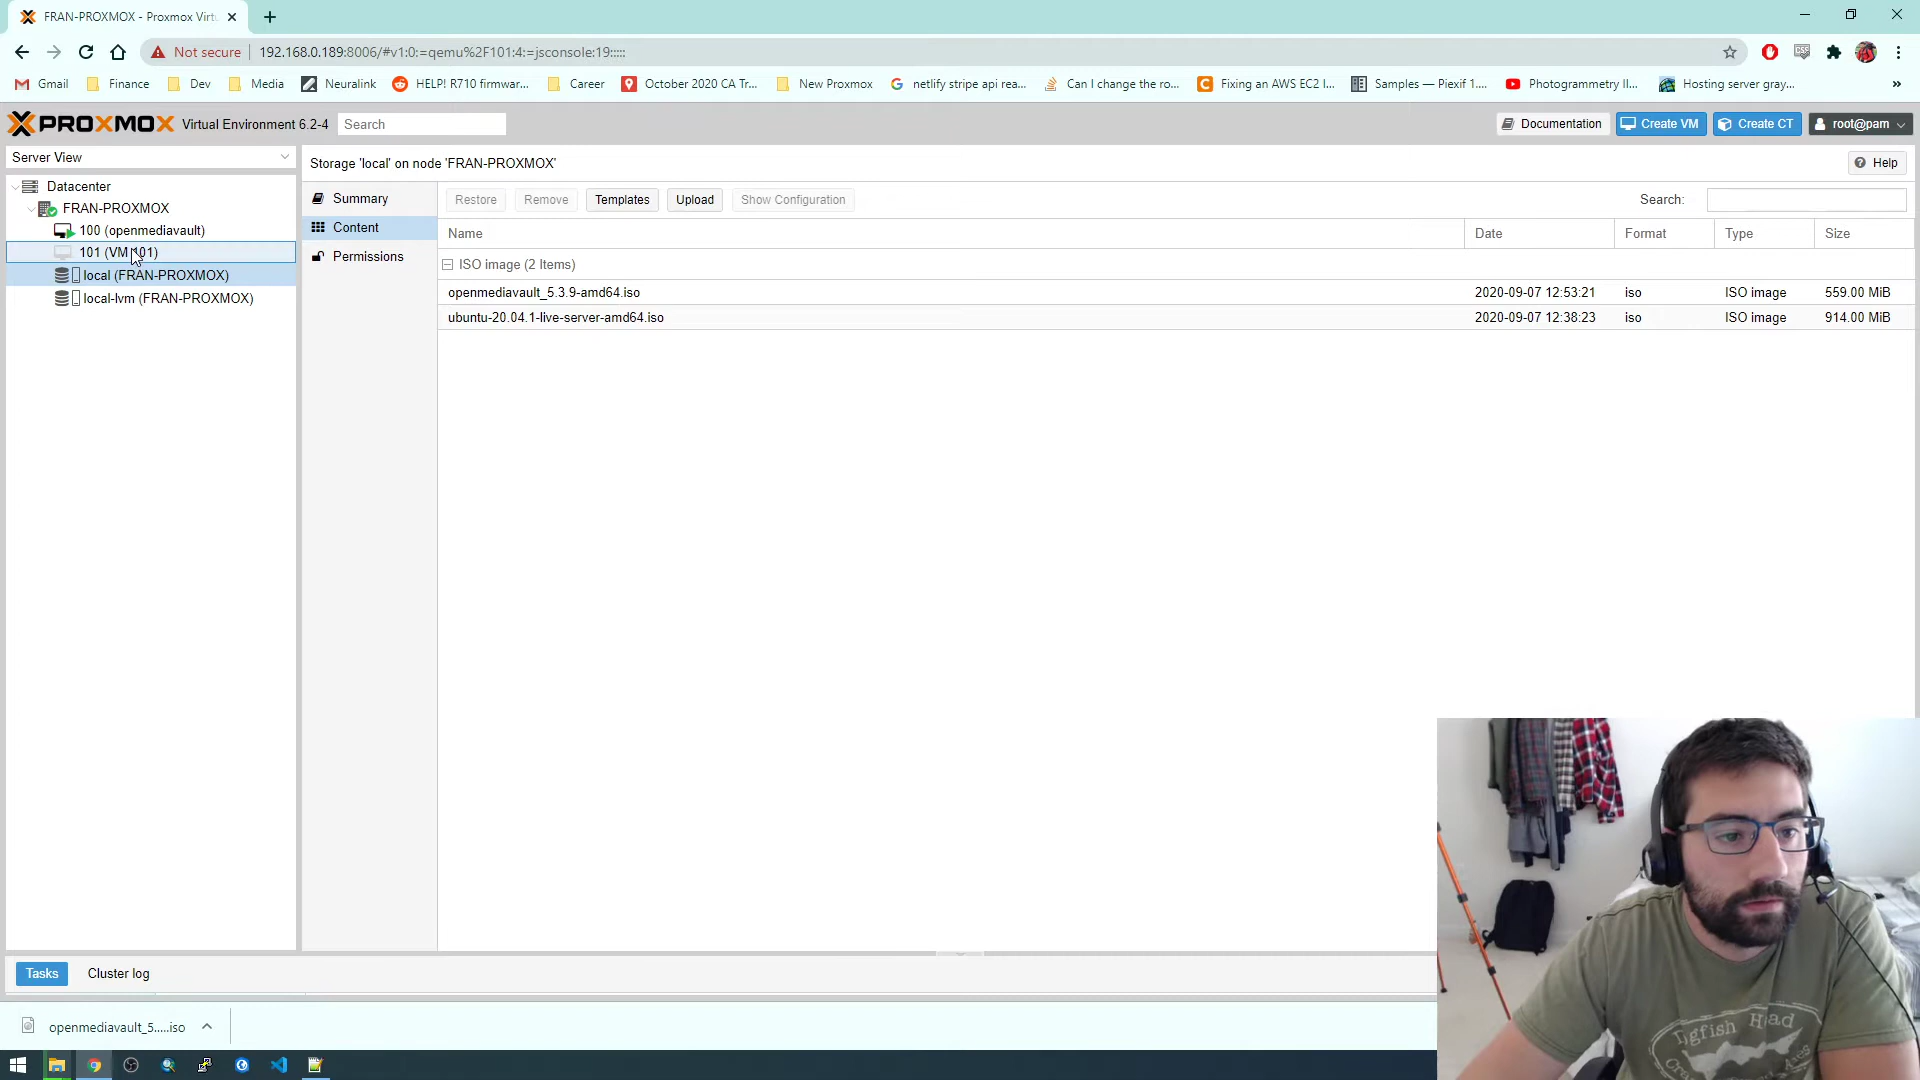 FRAN-PROXMOX - Proxmox Virtu
Not secure
192.168.0.189:8006/#v1:0:=qemu%2F101:4:=jsconsole:19:::::
Gmail
Finance
Dev
Media
Neuralink
HELP! R710 firmwar...
Career
October 2020 CA Tr...
New Proxmox
netlify stripe api rea...
Can I change the ro...
Fixing an AWS EC2 I...
Samples — Piexif 1....
Photogrammetry II...
Hosting server gray...
»
PROXMOX
Virtual Environment 6.2-4
Search
Documentation
Create VM
Create CT
root@pam
Server View
Storage 'local' on node 'FRAN-PROXMOX'
Help
Datacenter
FRAN-PROXMOX
100 (openmediavault)
101 (VM 101)
local (FRAN-PROXMOX)
local-lvm (FRAN-PROXMOX)
Summary
Content
Permissions
Restore
Remove
Templates
Upload
Show Configuration
Search:
Name
Date
Format
Type
Size
ISO image (2 Items)
openmediavault_5.3.9-amd64.iso
2020-09-07 12:53:21
iso
ISO image
559.00 MiB
ubuntu-20.04.1-live-server-amd64.iso
2020-09-07 12:38:23
iso
ISO image
914.00 MiB
Tasks
Cluster log
openmediavault_5.....iso